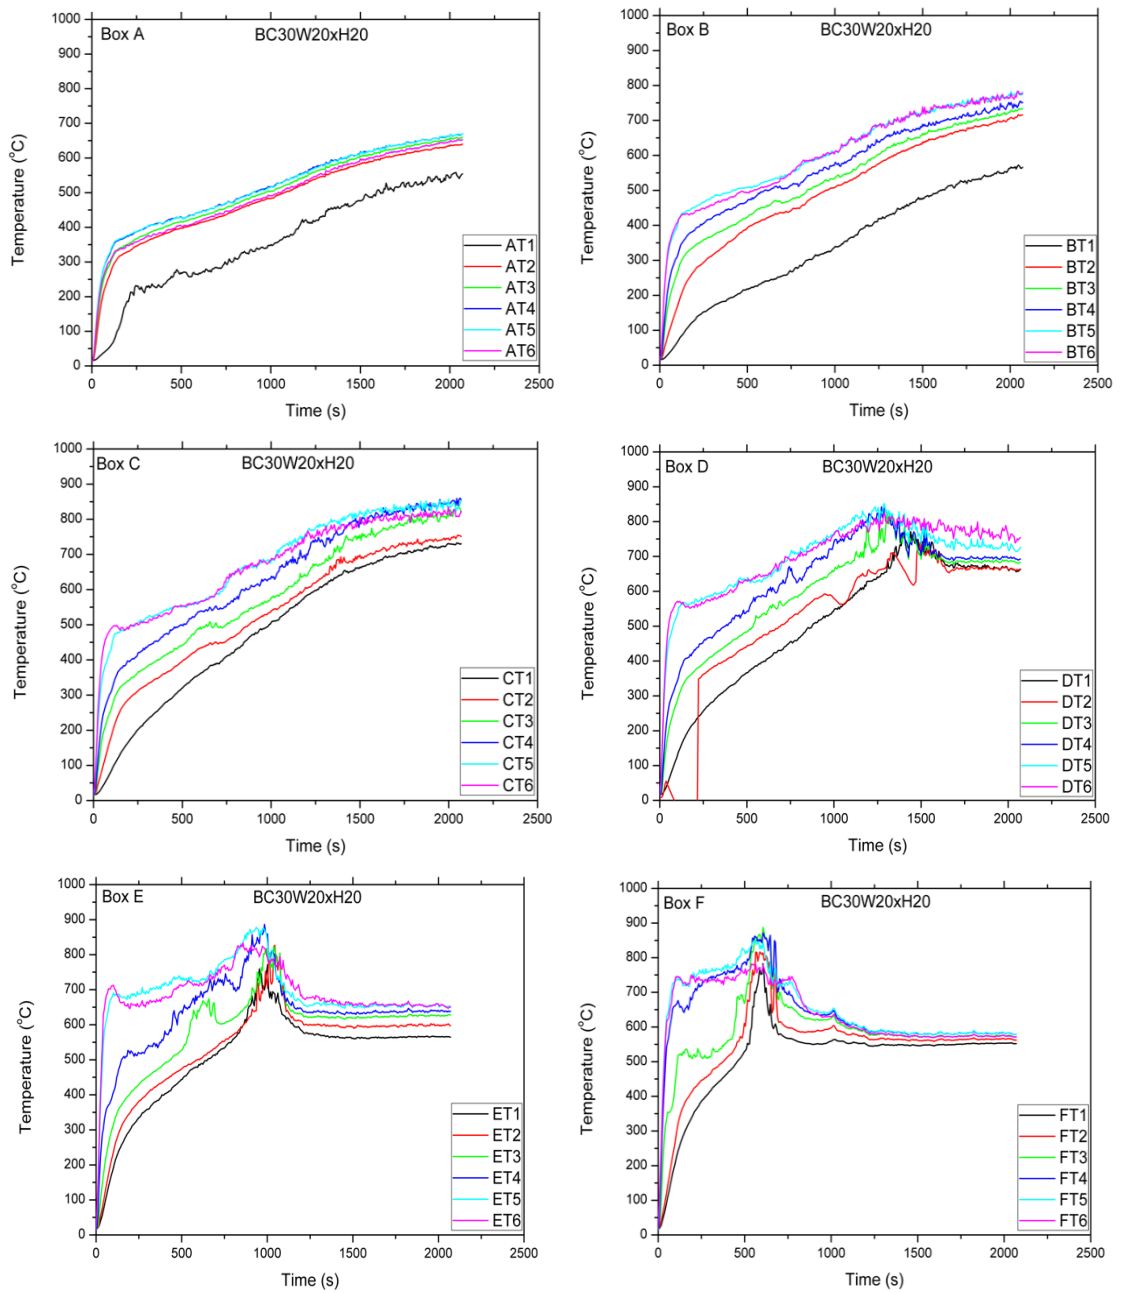 Box A BC30W20xH20
1000
900
800
700
600
500
400
300
200
100
0
Temperature (°C)
AT1
AT2
AT3
AT4
AT5
AT6
0 500 1000 1500 2000 2500
Time (s)
Box B BC30W20xH20
1000
900
800
700
600
500
400
300
200
100
0
Temperature (°C)
BT1
BT2
BT3
BT4
BT5
BT6
0 500 1000 1500 2000 2500
Time (s)
Box C BC30W20xH20
1000
900
800
700
600
500
400
300
200
100
0
Temperature (°C)
CT1
CT2
CT3
CT4
CT5
CT6
0 500 1000 1500 2000 2500
Time (s)
Box D BC30W20xH20
1000
900
800
700
600
500
400
300
200
100
0
Temperature (°C)
DT1
DT2
DT3
DT4
DT5
DT6
0 500 1000 1500 2000 2500
Time (s)
Box E BC30W20xH20
1000
900
800
700
600
500
400
300
200
100
0
Temperature (°C)
ET1
ET2
ET3
ET4
ET5
ET6
0 500 1000 1500 2000 2500
Time (s)
Box F BC30W20xH20
1000
900
800
700
600
500
400
300
200
100
0
Temperature (°C)
FT1
FT2
FT3
FT4
FT5
FT6
0 500 1000 1500 2000 2500
Time (s)